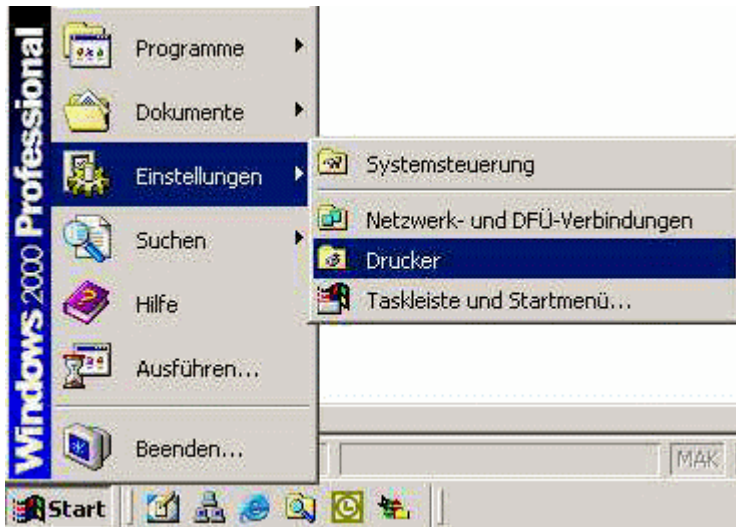 Windows 2000 Professional
Programme
Dokumente
Einstellungen
Suchen
Hilfe
Ausführen...
Beenden...
Systemsteuerung
Netzwerk- und DFÜ-Verbindungen
Drucker
Taskleiste und Startmenü...
MAK
Start